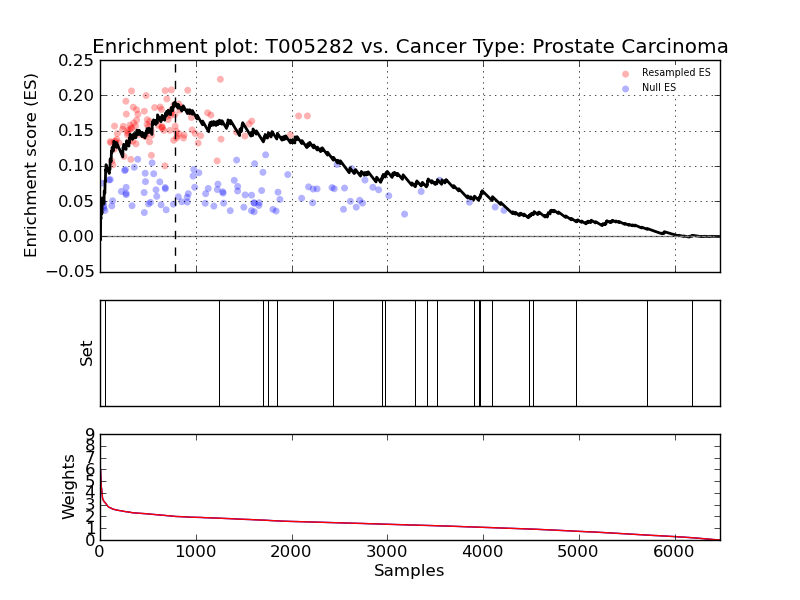 Enrichment plot: T005282 vs. Cancer Type: Prostate Carcinoma
Enrichment score (ES)
0.25
0.20
0.15
0.10
0.05
0.00
−0.05
Resampled ES
Null ES
Set
Weights
9
8
7
6
5
4
3
2
1
0
0 1000 2000 3000 4000 5000 6000
Samples